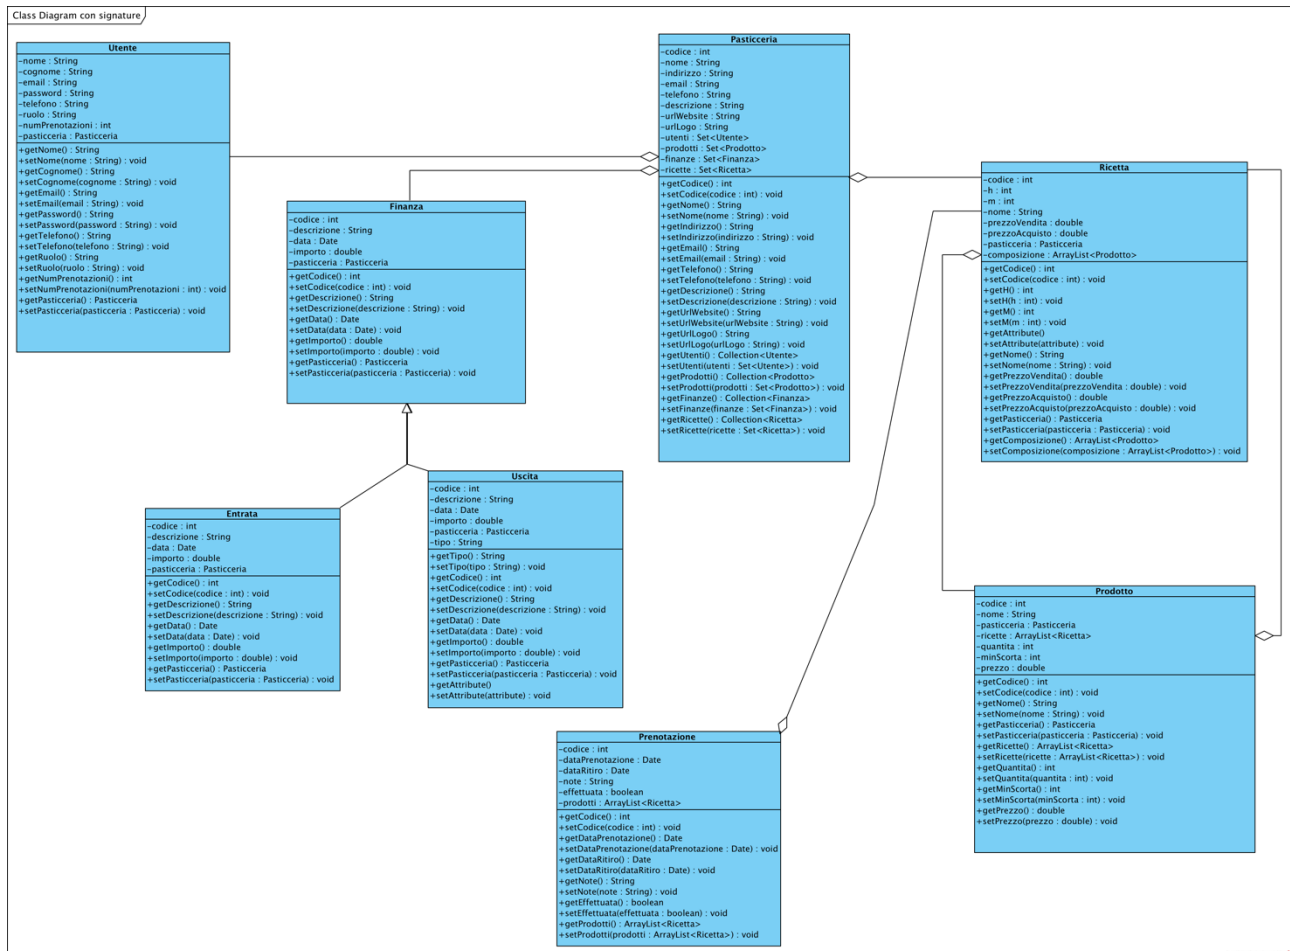 Class Diagram con signature
Utente
-nome : String
-cognome : String
-email : String
-password : String
-telefono : String
-ruolo : String
-numPrenotazioni : int
-pasticceria : Pasticceria
+getNome() : String
+setNome(nome : String) : void
+getCognome() : String
+setCognome(cognome : String) : void
+getEmail() : String
+setEmail(email : String) : void
+getPassword() : String
+setPassword(password : String) : void
+getTelefono() : String
+setTelefono(telefono : String) : void
+getRuolo() : String
+setRuolo(ruolo : String) : void
+getNumPrenotazioni() : int
+setNumPrenotazioni(numPrenotazioni : int) : void
+getPasticceria() : Pasticceria
+setPasticceria(pasticceria : Pasticceria) : void
Pasticceria
-codice : int
-nome : String
-indirizzo : String
-email : String
-telefono : String
-descrizione : String
-urlWebsite : String
-urlLogo : String
-utenti : Set<Utente>
-prodotti : Set<Prodotto>
-finanze : Set<Finanza>
-ricette : Set<Ricetta>
+getCodice() : int
+setCodice(codice : int) : void
+getNome() : String
+setNome(nome : String) : void
+getIndirizzo() : String
+setIndirizzo(indirizzo : String) : void
+getEmail() : String
+setEmail(email : String) : void
+getTelefono() : String
+setTelefono(telefono : String) : void
+getDescrizione() : String
+setDescrizione(descrizione : String) : void
+getUrlWebsite() : String
+setUrlWebsite(urlWebsite : String) : void
+getUrlLogo() : String
+setUrlLogo(urlLogo : String) : void
+getUtenti() : Collection<Utente>
+setUtenti(utenti : Set<Utente>) : void
+getProdotti() : Collection<Prodotto>
+setProdotti(prodotti : Set<Prodotto>) : void
+getFinanze() : Collection<Finanza>
+setFinanze(finanze : Set<Finanza>) : void
+getRicette() : Collection<Ricetta>
+setRicette(ricette : Set<Ricetta>) : void
Ricetta
-codice : int
-h : int
-m : int
-nome : String
-prezzoVendita : double
-prezzoAcquisto : double
-pasticceria : Pasticceria
-composizione : ArrayList<Prodotto>
+getCodice() : int
+setCodice(codice : int) : void
+getH() : int
+setH(h : int) : void
+getM() : int
+setM(m : int) : void
+getAttribute()
+setAttribute(attribute) : void
+getNome() : String
+setNome(nome : String) : void
+getPrezzoVendita() : double
+setPrezzoVendita(prezzoVendita : double) : void
+getPrezzoAcquisto() : double
+setPrezzoAcquisto(prezzoAcquisto : double) : void
+getPasticceria() : Pasticceria
+setPasticceria(pasticceria : Pasticceria) : void
+getComposizione() : ArrayList<Prodotto>
+setComposizione(composizione : ArrayList<Prodotto>) : void
Finanza
-codice : int
-descrizione : String
-data : Date
-importo : double
-pasticceria : Pasticceria
+getCodice() : int
+setCodice(codice : int) : void
+getDescrizione() : String
+setDescrizione(descrizione : String) : void
+getData() : Date
+setData(data : Date) : void
+getImporto() : double
+setImporto(importo : double) : void
+getPasticceria() : Pasticceria
+setPasticceria(pasticceria : Pasticceria) : void
Entrata
-codice : int
-descrizione : String
-data : Date
-importo : double
-pasticceria : Pasticceria
+getCodice() : int
+setCodice(codice : int) : void
+getDescrizione() : String
+setDescrizione(descrizione : String) : void
+getData() : Date
+setData(data : Date) : void
+getImporto() : double
+setImporto(importo : double) : void
+getPasticceria() : Pasticceria
+setPasticceria(pasticceria : Pasticceria) : void
Uscita
-codice : int
-descrizione : String
-data : Date
-importo : double
-pasticceria : Pasticceria
-tipo : String
+getTipo() : String
+setTipo(tipo : String) : void
+getCodice() : int
+setCodice(codice : int) : void
+getDescrizione() : String
+setDescrizione(descrizione : String) : void
+getData() : Date
+setData(data : Date) : void
+getImporto() : double
+setImporto(importo : double) : void
+getPasticceria() : Pasticceria
+setPasticceria(pasticceria : Pasticceria) : void
+getAttribute()
+setAttribute(attribute) : void
Prodotto
-codice : int
-nome : String
-pasticceria : Pasticceria
-ricette : ArrayList<Ricetta>
-quantita : int
-minScorta : int
-prezzo : double
+getCodice() : int
+setCodice(codice : int) : void
+getNome() : String
+setNome(nome : String) : void
+getPasticceria() : Pasticceria
+setPasticceria(pasticceria : Pasticceria) : void
+getRicette() : ArrayList<Ricetta>
+setRicette(ricette : ArrayList<Ricetta>) : void
+getQuantita() : int
+setQuantita(quantita : int) : void
+getMinScorta() : int
+setMinScorta(minScorta : int) : void
+getPrezzo() : double
+setPrezzo(prezzo : double) : void
Prenotazione
-codice : int
-dataPrenotazione : Date
-dataRitiro : Date
-note : String
-effettuata : boolean
-prodotti : ArrayList<Ricetta>
+getCodice() : int
+setCodice(codice : int) : void
+getDataPrenotazione() : Date
+setDataPrenotazione(dataPrenotazione : Date) : void
+getDataRitiro() : Date
+setDataRitiro(dataRitiro : Date) : void
+getNote() : String
+setNote(note : String) : void
+getEffettuata() : boolean
+setEffettuata(effettuata : boolean) : void
+getProdotti() : ArrayList<Ricetta>
+setProdotti(prodotti : ArrayList<Ricetta>) : void